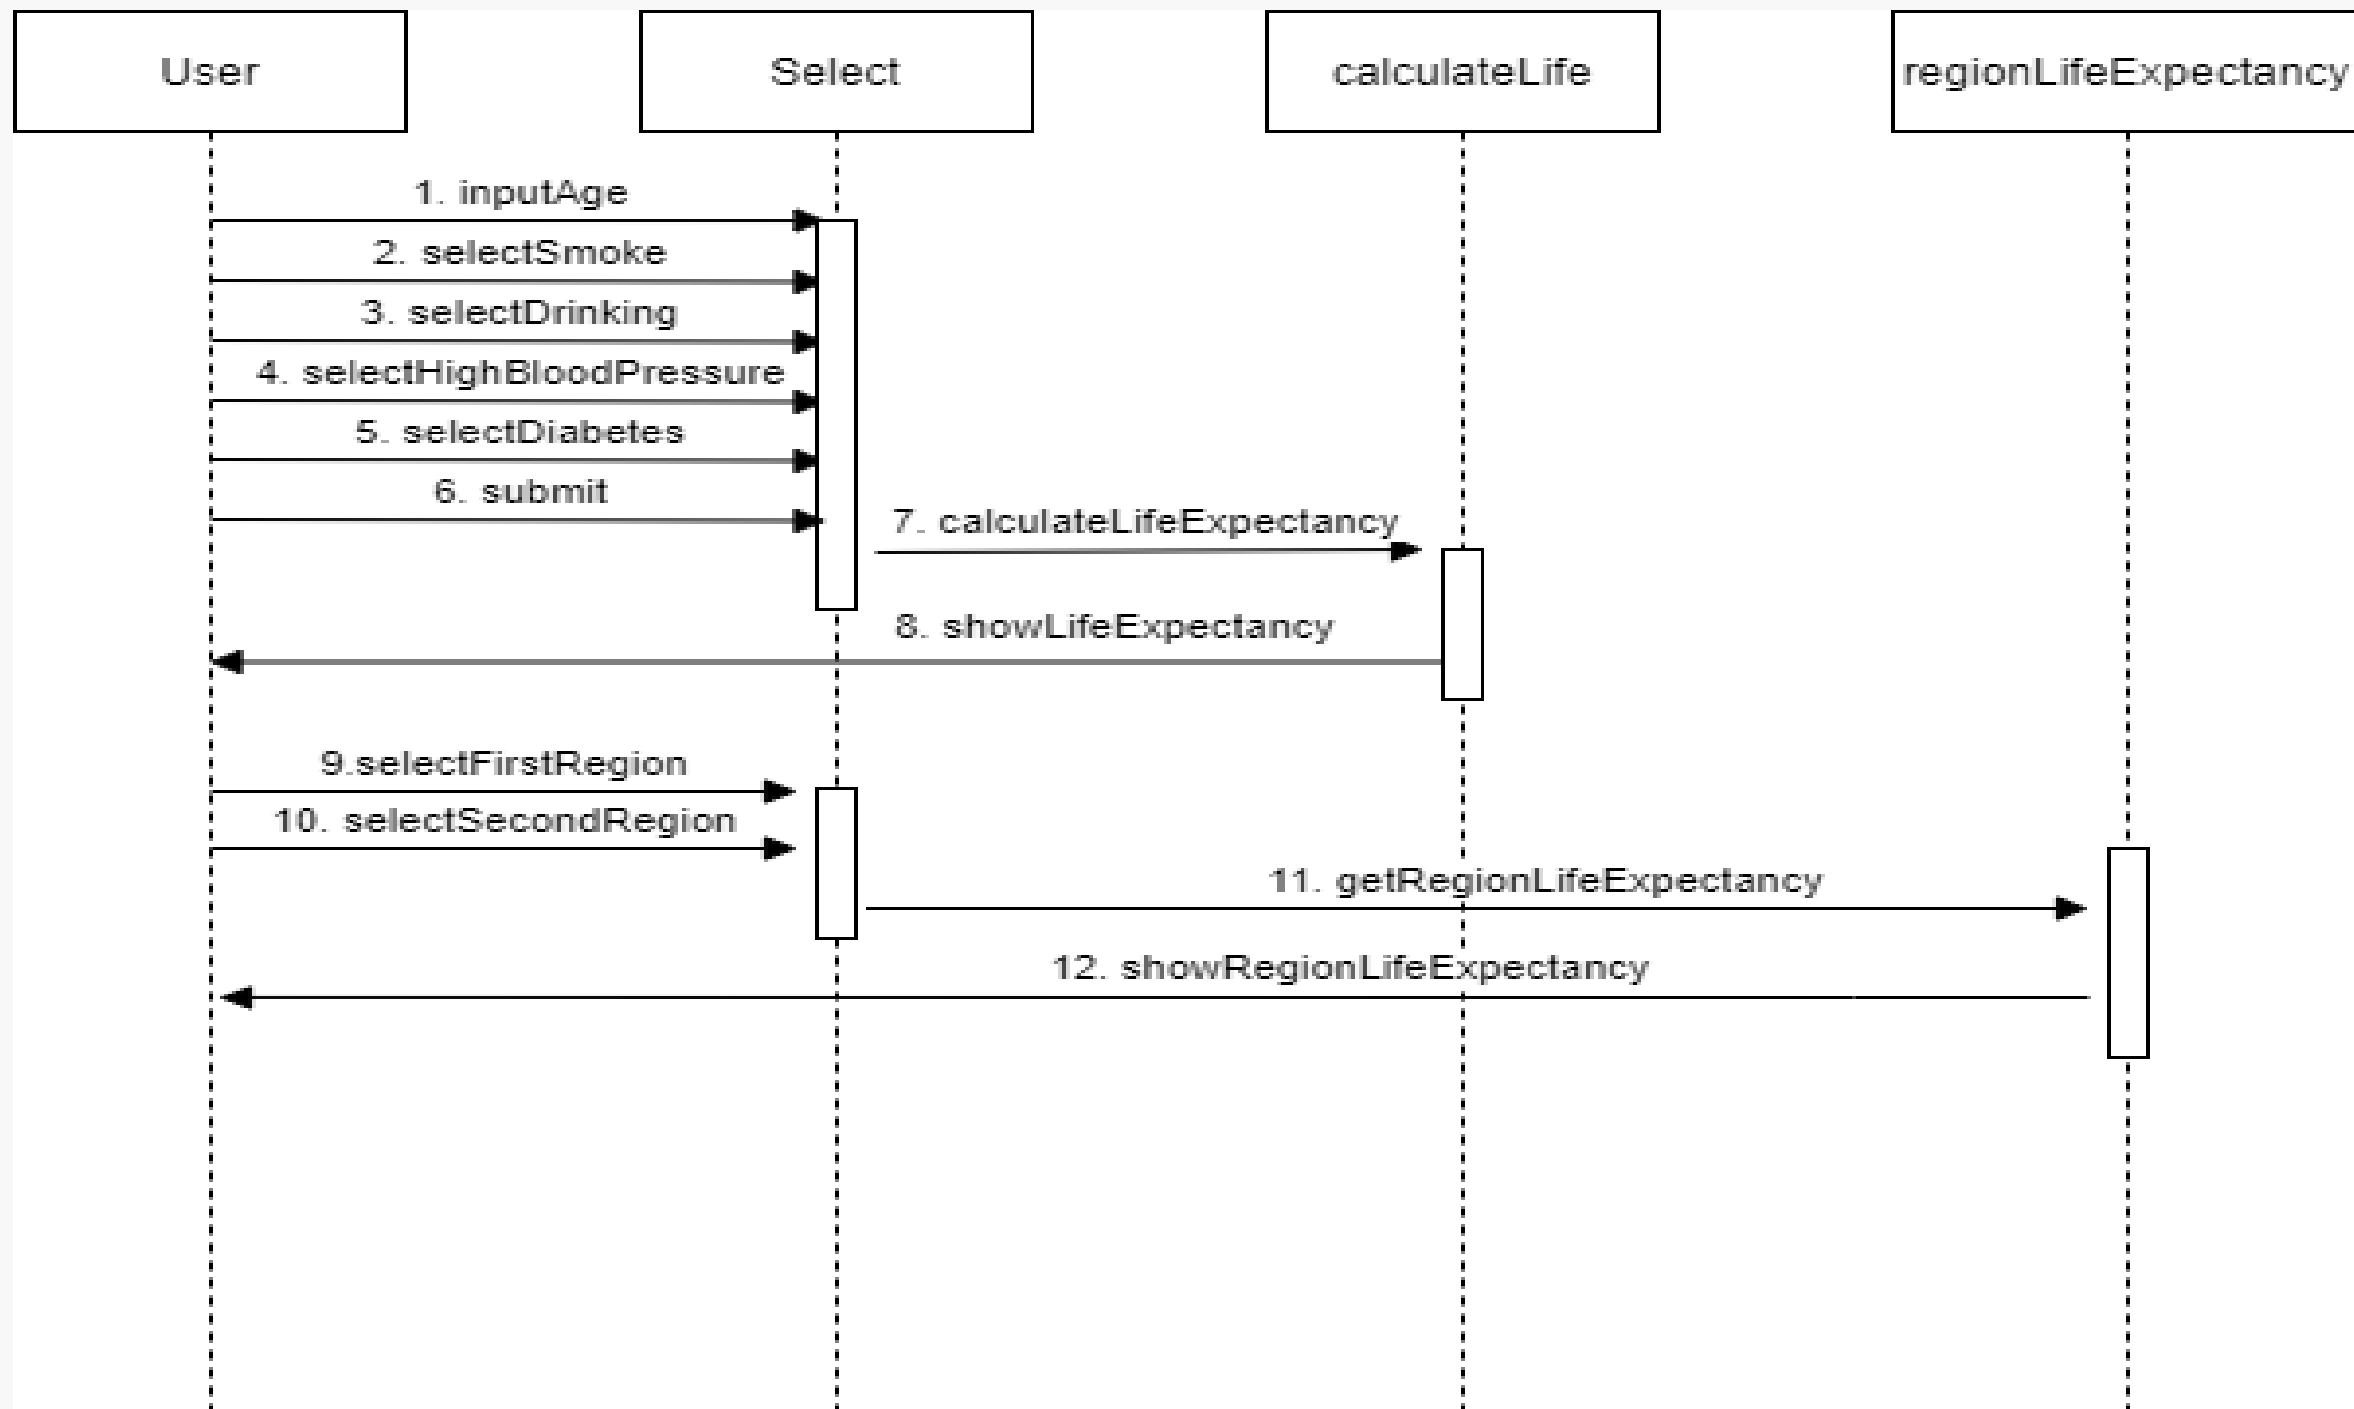 User
Select
calculateLife
regionLifeExpectancy
1. inputAge
2. selectSmoke
3. selectDrinking
4. selectHighBloodPressure
5. selectDiabetes
6. submit
7. calculateLifeExpectancy
8. showLifeExpectancy
9.selectFirstRegion
10. selectSecondRegion
11. getRegionLifeExpectancy
12. showRegionLifeExpectancy